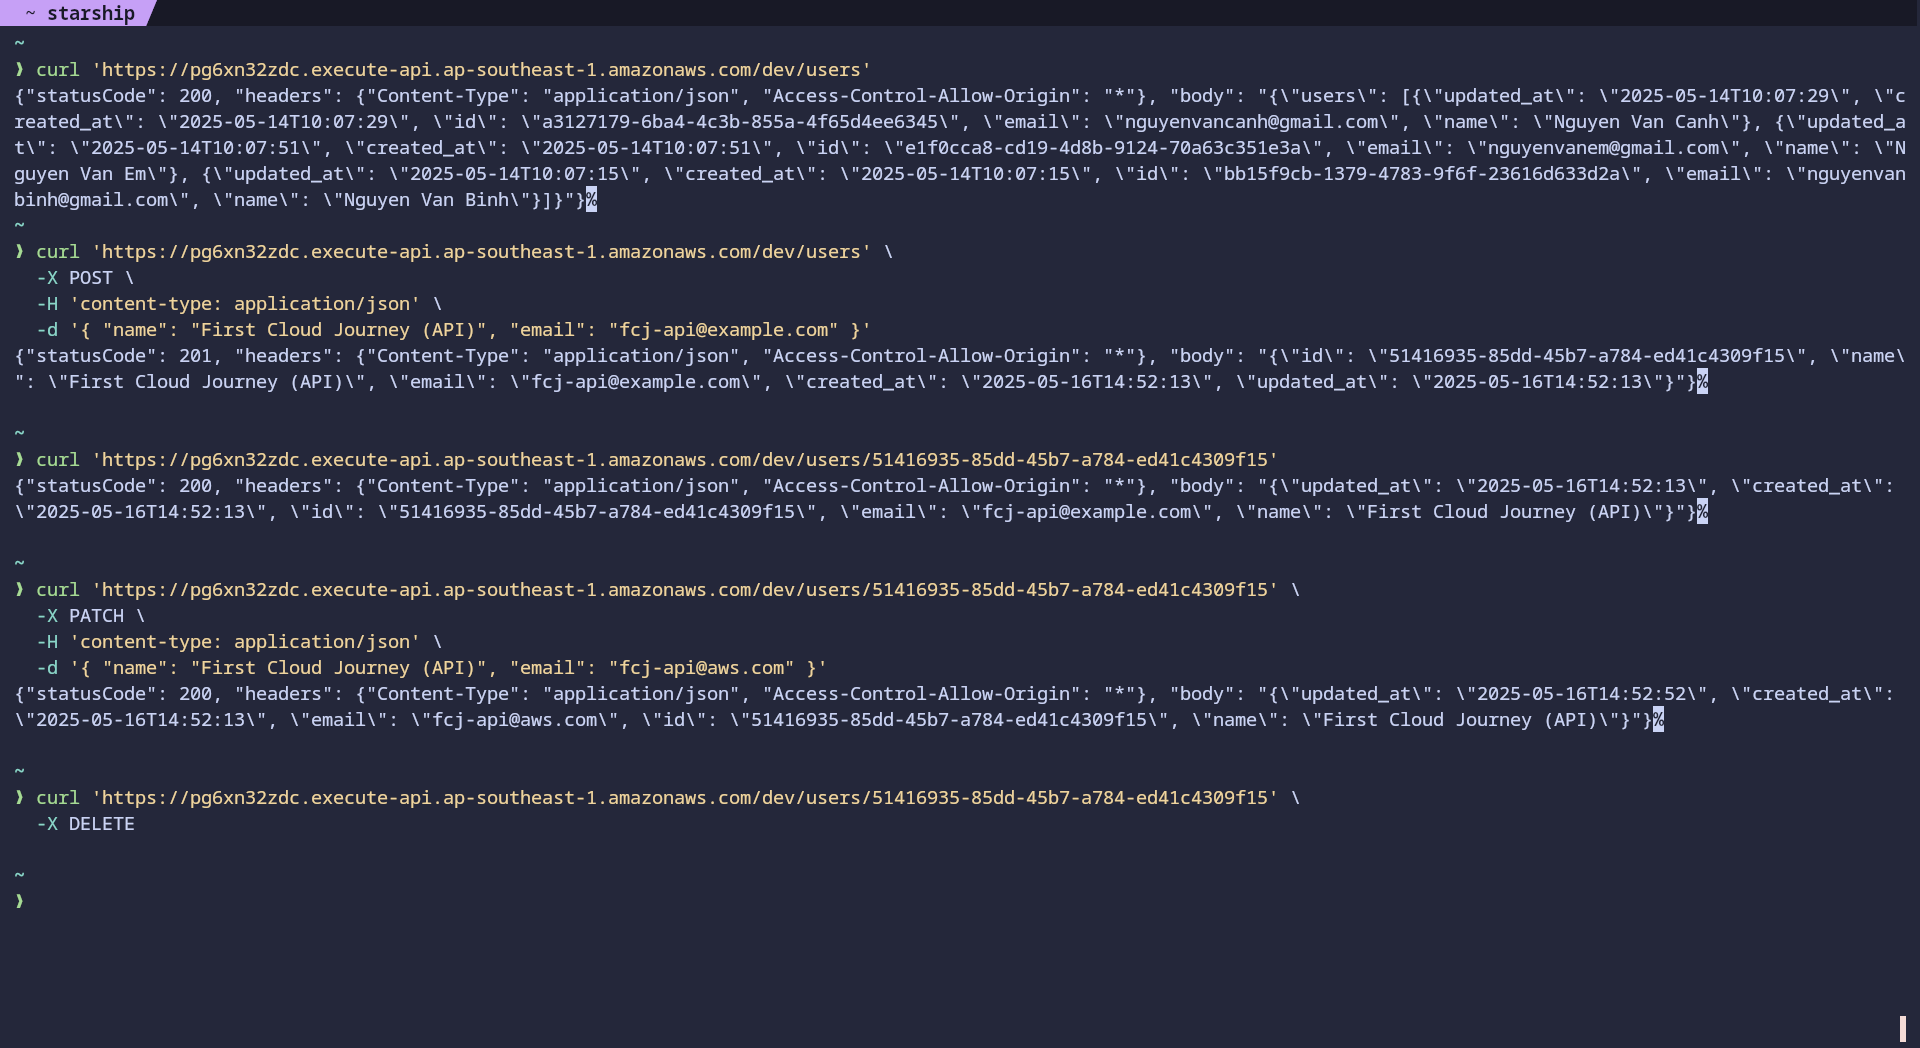 ~ starship
~
❱ curl 'https://pg6xn32zdc.execute-api.ap-southeast-1.amazonaws.com/dev/users'
{"statusCode": 200, "headers": {"Content-Type": "application/json", "Access-Control-Allow-Origin": "*"}, "body": "{\"users\": [{\"updated_at\": \"2025-05-14T10:07:29\", \"c
reated_at\": \"2025-05-14T10:07:29\", \"id\": \"a3127179-6ba4-4c3b-855a-4f65d4ee6345\", \"email\": \"nguyenvancanh@gmail.com\", \"name\": \"Nguyen Van Canh\"}, {\"updated_a
t\": \"2025-05-14T10:07:51\", \"created_at\": \"2025-05-14T10:07:51\", \"id\": \"e1f0cca8-cd19-4d8b-9124-70a63c351e3a\", \"email\": \"nguyenvanem@gmail.com\", \"name\": \"N
guyen Van Em\"}, {\"updated_at\": \"2025-05-14T10:07:15\", \"created_at\": \"2025-05-14T10:07:15\", \"id\": \"bb15f9cb-1379-4783-9f6f-23616d633d2a\", \"email\": \"nguyenvan
binh@gmail.com\", \"name\": \"Nguyen Van Binh\"}]}"}%
~
❱ curl 'https://pg6xn32zdc.execute-api.ap-southeast-1.amazonaws.com/dev/users' \
-X POST \
-H 'content-type: application/json' \
-d '{ "name": "First Cloud Journey (API)", "email": "fcj-api@example.com" }'
{"statusCode": 201, "headers": {"Content-Type": "application/json", "Access-Control-Allow-Origin": "*"}, "body": "{\"id\": \"51416935-85dd-45b7-a784-ed41c4309f15\", \"name\
": \"First Cloud Journey (API)\", \"email\": \"fcj-api@example.com\", \"created_at\": \"2025-05-16T14:52:13\", \"updated_at\": \"2025-05-16T14:52:13\"}"}%
~
❱ curl 'https://pg6xn32zdc.execute-api.ap-southeast-1.amazonaws.com/dev/users/51416935-85dd-45b7-a784-ed41c4309f15'
{"statusCode": 200, "headers": {"Content-Type": "application/json", "Access-Control-Allow-Origin": "*"}, "body": "{\"updated_at\": \"2025-05-16T14:52:13\", \"created_at\":
\"2025-05-16T14:52:13\", \"id\": \"51416935-85dd-45b7-a784-ed41c4309f15\", \"email\": \"fcj-api@example.com\", \"name\": \"First Cloud Journey (API)\"}"}%
~
❱ curl 'https://pg6xn32zdc.execute-api.ap-southeast-1.amazonaws.com/dev/users/51416935-85dd-45b7-a784-ed41c4309f15' \
-X PATCH \
-H 'content-type: application/json' \
-d '{ "name": "First Cloud Journey (API)", "email": "fcj-api@aws.com" }'
{"statusCode": 200, "headers": {"Content-Type": "application/json", "Access-Control-Allow-Origin": "*"}, "body": "{\"updated_at\": \"2025-05-16T14:52:52\", \"created_at\":
\"2025-05-16T14:52:13\", \"email\": \"fcj-api@aws.com\", \"id\": \"51416935-85dd-45b7-a784-ed41c4309f15\", \"name\": \"First Cloud Journey (API)\"}"}%
~
❱ curl 'https://pg6xn32zdc.execute-api.ap-southeast-1.amazonaws.com/dev/users/51416935-85dd-45b7-a784-ed41c4309f15' \
-X DELETE
~
❱